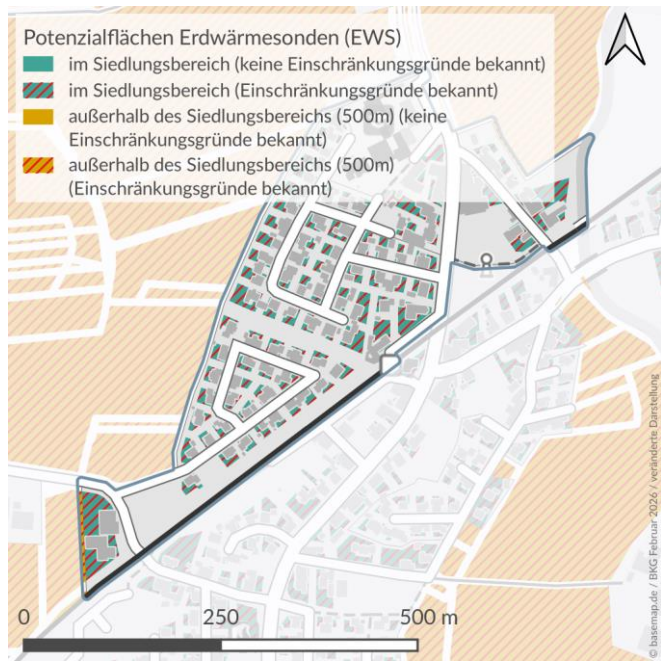 Potenzialflächen Erdwärmesonden (EWS)
im Siedlungsbereich (keine Einschränkungsgründe bekannt)
im Siedlungsbereich (Einschränkungsgründe bekannt)
außerhalb des Siedlungsbereichs (500m) (keine
Einschränkungsgründe bekannt)
außerhalb des Siedlungsbereichs (500m)
(Einschränkungsgründe bekannt)
0 250 500 m
© basemap.de / BKG Februar 2026 / veränderte Darstellung